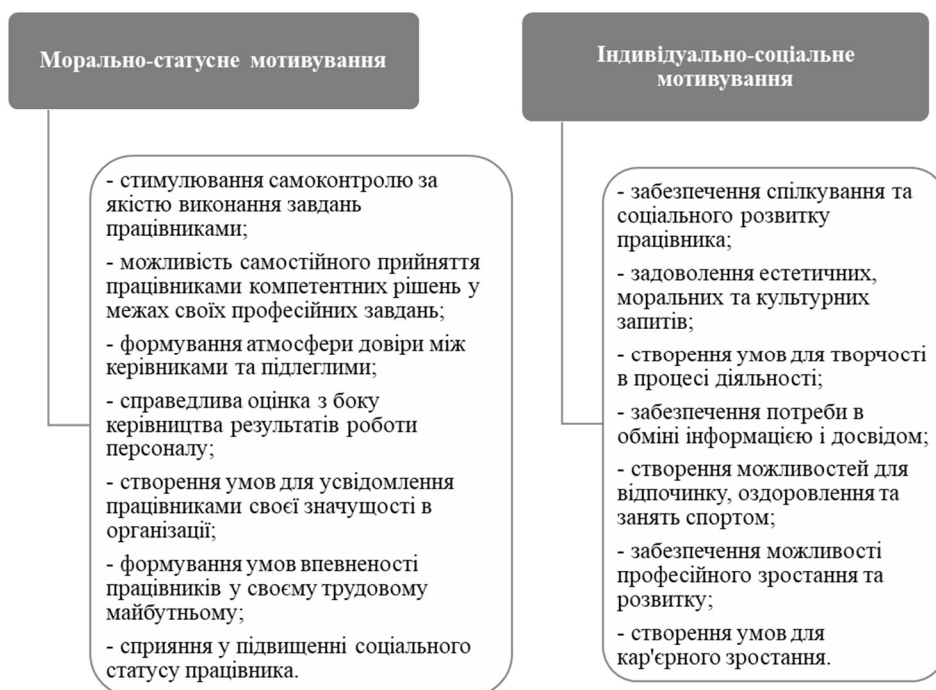 Морально-статусне мотивування
- стимулювання самоконтролю за
якістю виконання завдань
працівниками;
- можливість самостійного прийняття
працівниками компетентних рішень у
межах своїх професійних завдань;
- формування атмосфери довіри між
керівниками та підлеглими;
- справедлива оцінка з боку
керівництва результатів роботи
персоналу;
- створення умов для усвідомлення
працівниками своєї значущості в
організації;
- формування умов впевненості
працівників у своєму трудовому
майбутньому;
- сприяння у підвищенні соціального
статусу працівника.
Індивідуально-соціальне
мотивування
- забезпечення спілкування та
соціального розвитку
працівника;
- задоволення естетичних,
моральних та культурних
запитів;
- створення умов для творчості
в процесі діяльності;
- забезпечення потреби в
обміні інформацією і досвідом;
- створення можливостей для
відпочинку, оздоровлення та
занять спортом;
- забезпечення можливості
професійного зростання та
розвитку;
- створення умов для
кар'єрного зростання.